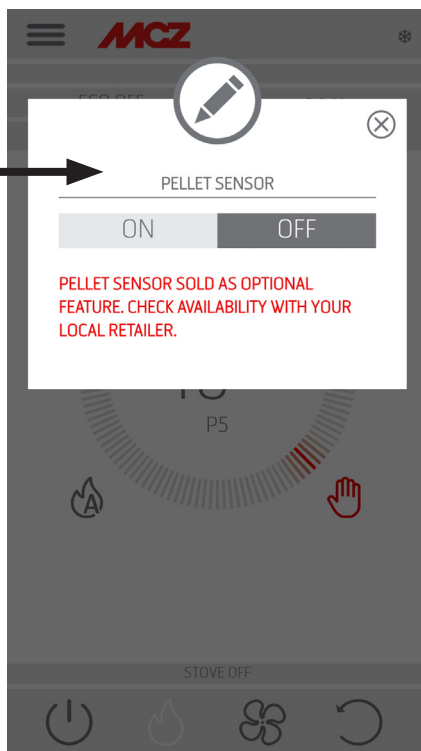 MCZ
PELLET SENSOR
ON OFF
PELLET SENSOR SOLD AS OPTIONAL
FEATURE. CHECK AVAILABILITY WITH YOUR
LOCAL RETAILER.
P5
A
STOVE OFF